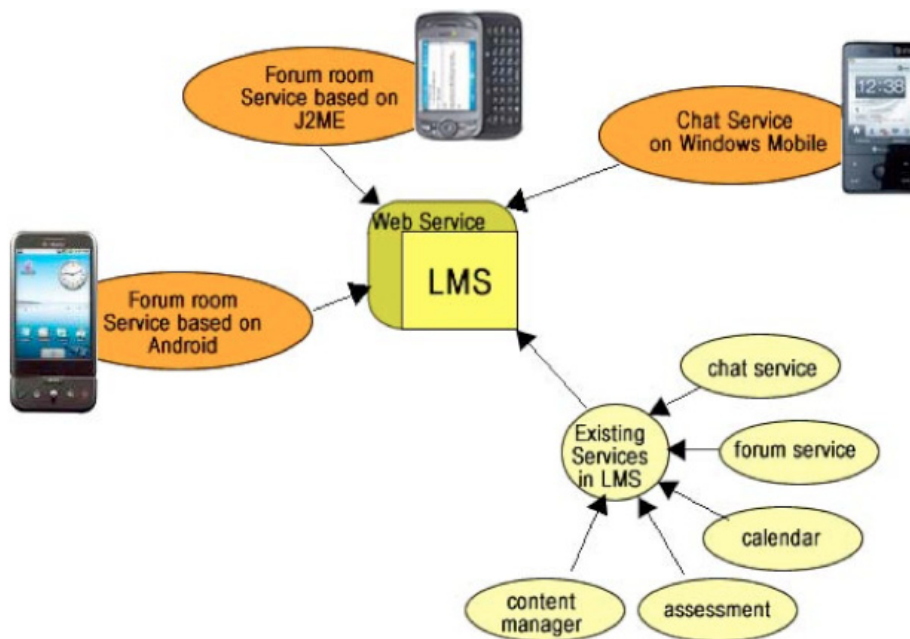 Forum room
Service based on
J2ME
Chat Service
on Windows Mobile
12:38
Web Service
LMS
Forum room
Service based on
Android
chat service
Existing
Services
in LMS
forum service
calendar
content
manager
assessment